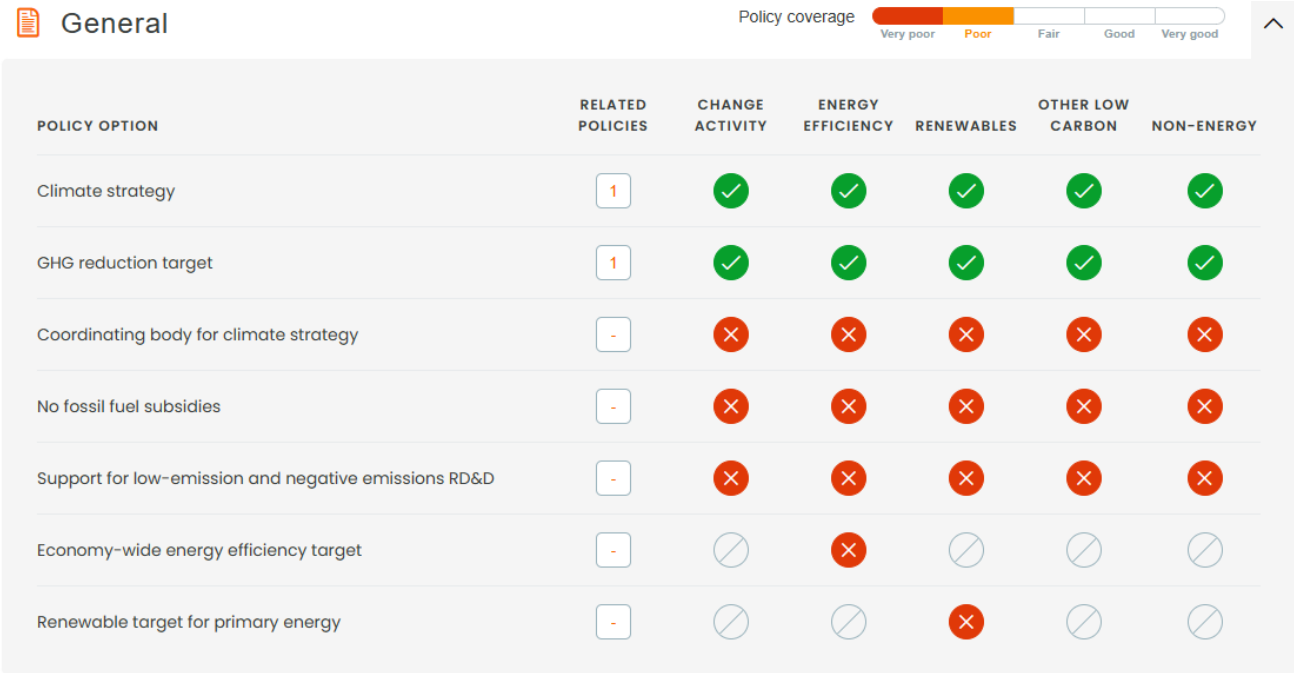 General
Policy coverage
Very poor Poor Fair Good Very good
POLICY OPTION
RELATED POLICIES
CHANGE ACTIVITY
ENERGY EFFICIENCY
RENEWABLES
OTHER LOW CARBON
NON-ENERGY
Climate strategy 1
GHG reduction target 1
Coordinating body for climate strategy -
No fossil fuel subsidies -
Support for low-emission and negative emissions RD&D -
Economy-wide energy efficiency target -
Renewable target for primary energy -